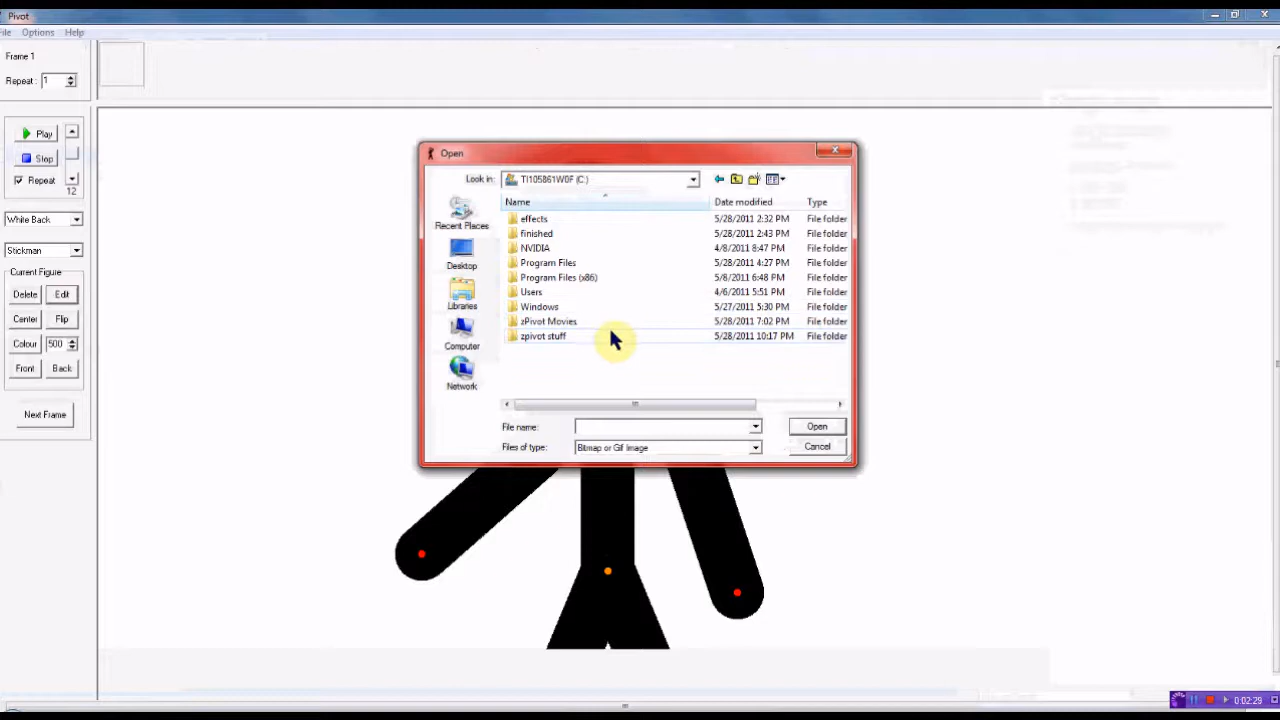 Pivot
File Options Help
Frame 1
Repeat: 1
Play
Stop
Repeat
12
White Back
Stickman
Current Figure
Delete Edit
Center Flip
Colour 500
Front Back
Next Frame
Open
Look in: TI105861W0F (C:)
Name Date modified Type
effects 5/28/2011 2:32 PM File folder
finished 5/28/2011 2:43 PM File folder
NVIDIA 4/8/2011 8:47 PM File folder
Program Files 5/28/2011 4:27 PM File folder
Program Files (x86) 5/8/2011 6:48 PM File folder
Users 4/6/2011 5:51 PM File folder
Windows 5/27/2011 5:30 PM File folder
zPivot Movies 5/28/2011 7:02 PM File folder
zpivot stuff 5/28/2011 10:17 PM File folder
Recent Places
Desktop
Libraries
Computer
Network
File name: Open
Files of type: Bitmap or Gif Image Cancel
0:02:29